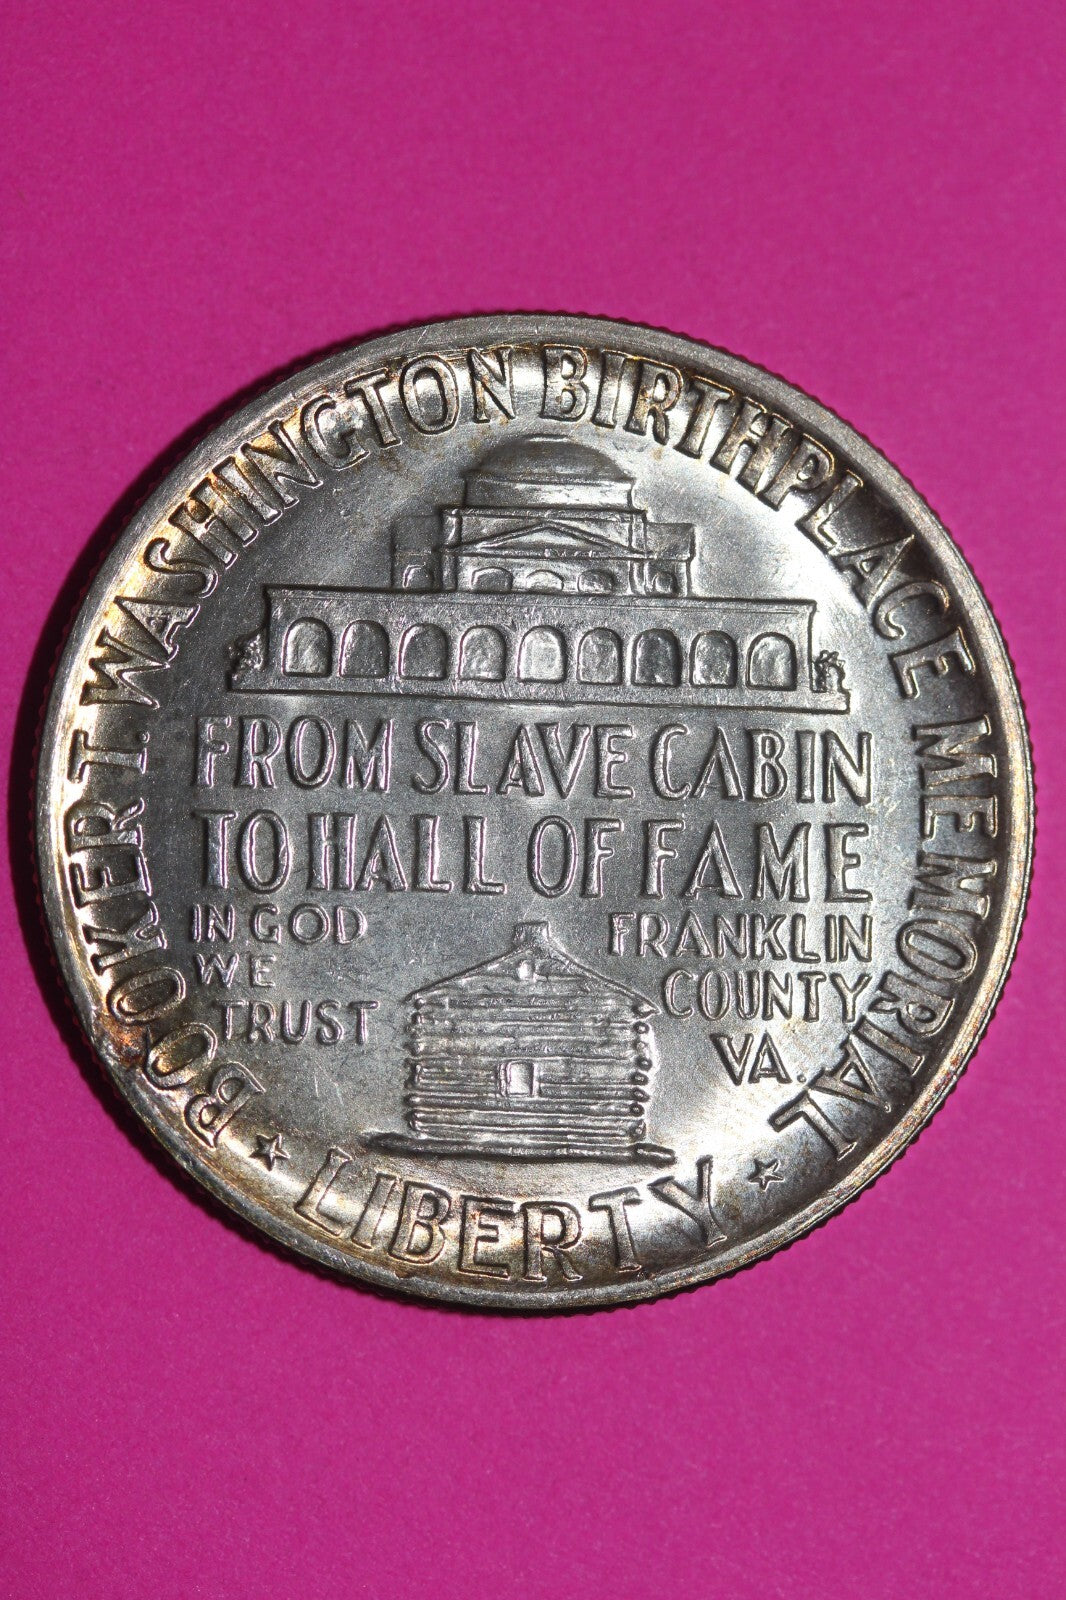 BOOKER T. WASHINGTON BIRTHPLACE MEMORIAL
FROM SLAVE CABIN
TO HALL OF FAME
IN GOD
WE
TRUST
FRANKLIN
COUNTY
VA.
LIBERTY